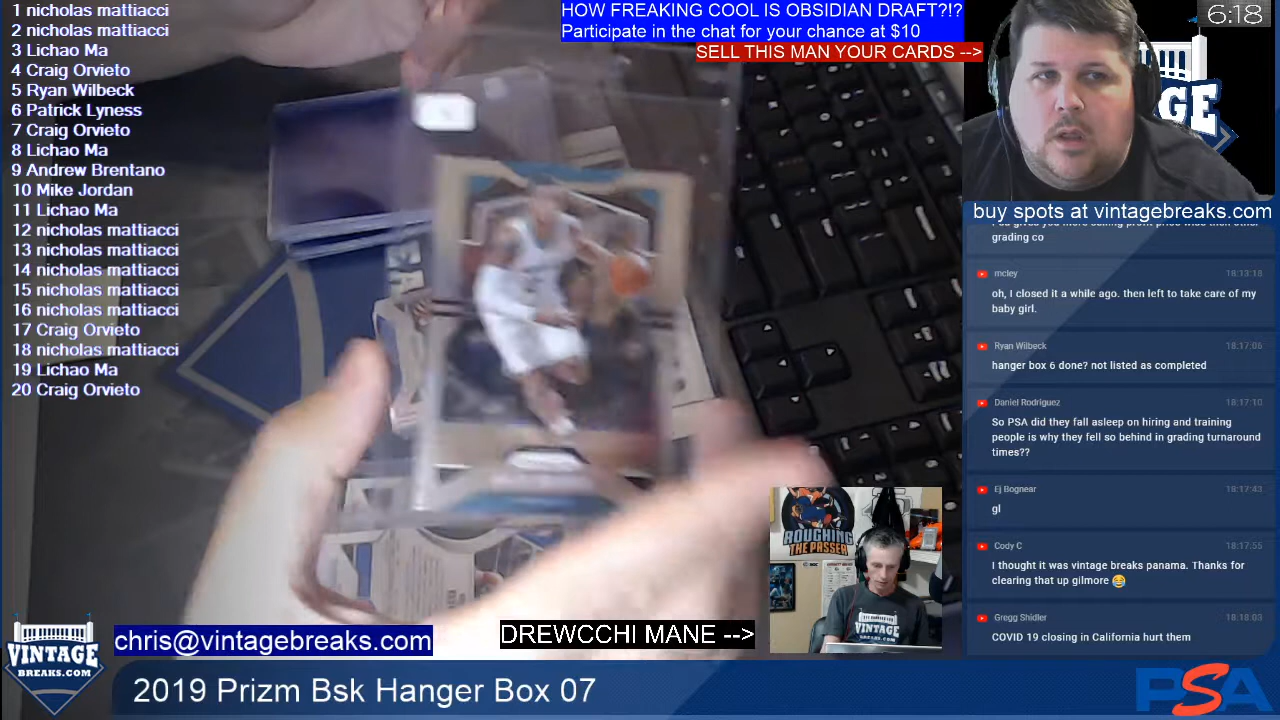 1 nicholas mattiacci
2 nicholas mattiacci
3 Lichao Ma
4 Craig Orvieto
5 Ryan Wilbeck
6 Patrick Lyness
7 Craig Orvieto
8 Lichao Ma
9 Andrew Brentano
10 Mike Jordan
11 Lichao Ma
12 nicholas mattiacci
13 nicholas mattiacci
14 nicholas mattiacci
15 nicholas mattiacci
16 nicholas mattiacci
17 Craig Orvieto
18 nicholas mattiacci
19 Lichao Ma
20 Craig Orvieto
HOW FREAKING COOL IS OBSIDIAN DRAFT?!?
Participate in the chat for your chance at $10
SELL THIS MAN YOUR CARDS -->
6:18
GE
buy spots at vintagebreaks.com
grading co
mcley 18:13:18
oh, I closed it a while ago. then left to take care of my
baby girl.
Ryan Wilbeck 18:17:06
hanger box 6 done? not listed as completed
Daniel Rodriguez 18:17:10
So PSA did they fall asleep on hiring and training
people is why they fell so behind in grading turnaround
times??
Ej Bognear 18:17:43
gl
Cody C 18:17:55
I thought it was vintage breaks panama. Thanks for
clearing that up gilmore 😂
Gregg Shidler 18:18:03
COVID 19 closing in California hurt them
ROUGHING
THE PASSER
VINTAGE
DREWCCHI MANE -->
chris@vintagebreaks.com
VINTAGE
BREAKS.COM
2019 Prizm Bsk Hanger Box 07
PSA